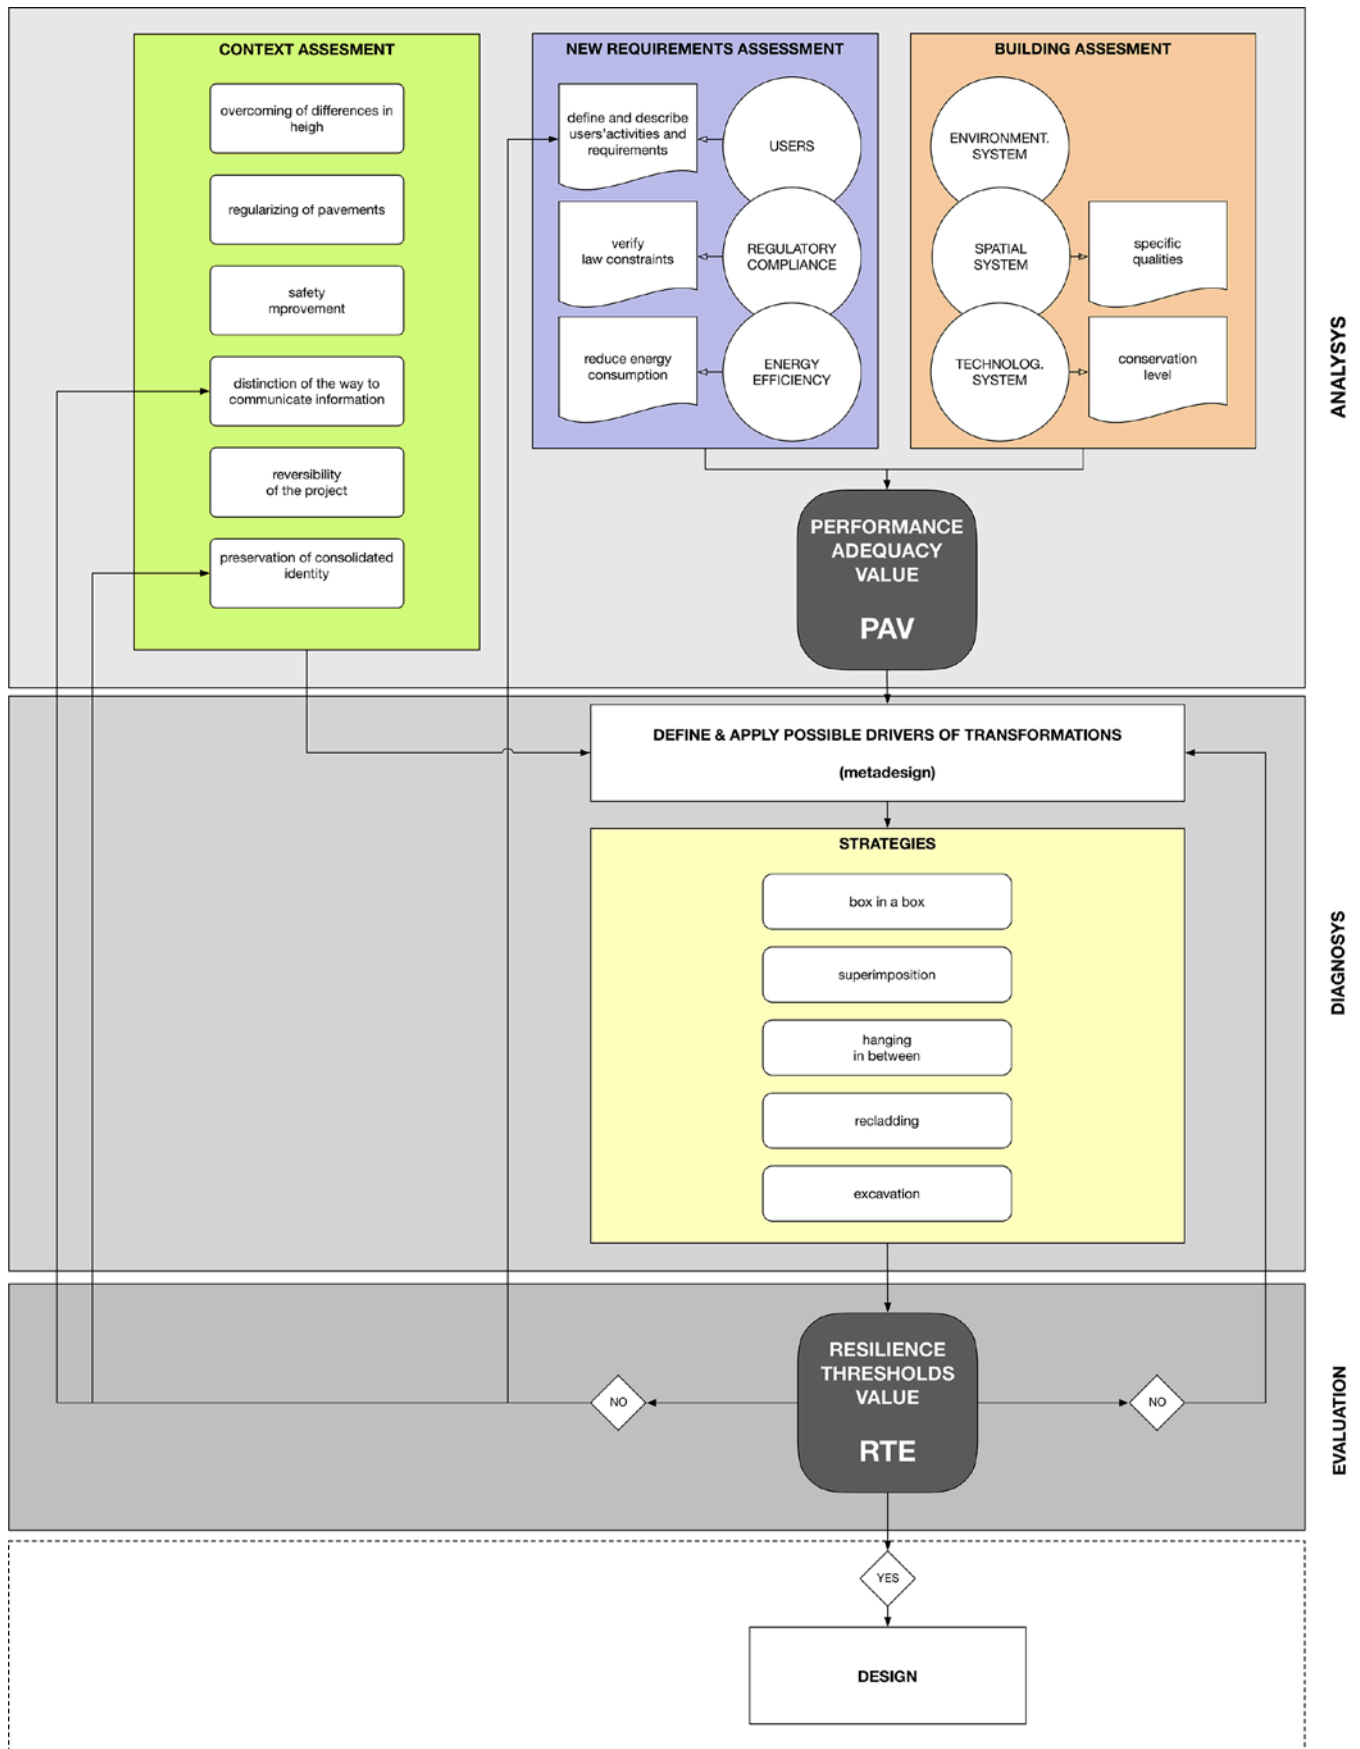 CONTEXT ASSESMENT
overcoming of differences in
heigh
regularizing of pavements
safety
mprovement
distinction of the way to
communicate information
reversibility
of the project
preservation of consolidated
identity
NEW REQUIREMENTS ASSESSMENT
define and describe
users'activities and
requirements
USERS
verify
law constraints
REGULATORY
COMPLIANCE
reduce energy
consumption
ENERGY
EFFICIENCY
BUILDING ASSESMENT
ENVIRONMENT.
SYSTEM
SPATIAL
SYSTEM
specific
qualities
TECHNOLOG.
SYSTEM
conservation
level
ANALYSYS
PERFORMANCE
ADEQUACY
VALUE
PAV
DEFINE & APPLY POSSIBLE DRIVERS OF TRANSFORMATIONS
(metadesign)
STRATEGIES
box in a box
superimposition
hanging
in between
recladding
excavation
DIAGNOSYS
RESILIENCE
THRESHOLDS
VALUE
RTE
NO
NO
EVALUATION
YES
DESIGN